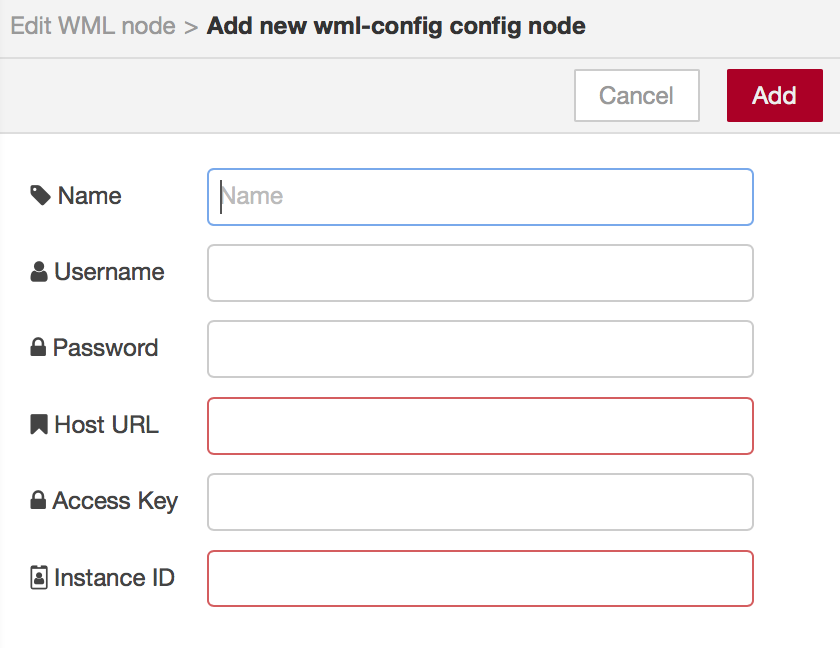 Edit WML node > Add new wml-config config node
Cancel
Add
Name
Name
Username
Password
Host URL
Access Key
Instance ID